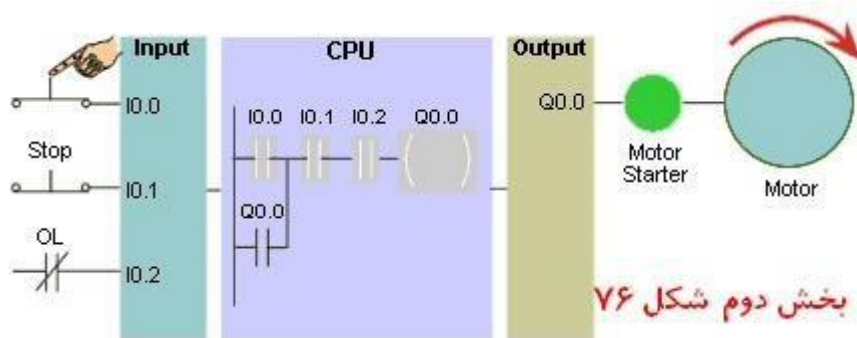 Input
CPU
Output
I0.0
I0.0 I0.1 I0.2 Q0.0
Q0.0
Stop
I0.1
Q0.0
OL
I0.2
Motor
Starter
Motor
بخش دوم شکل ۷۶